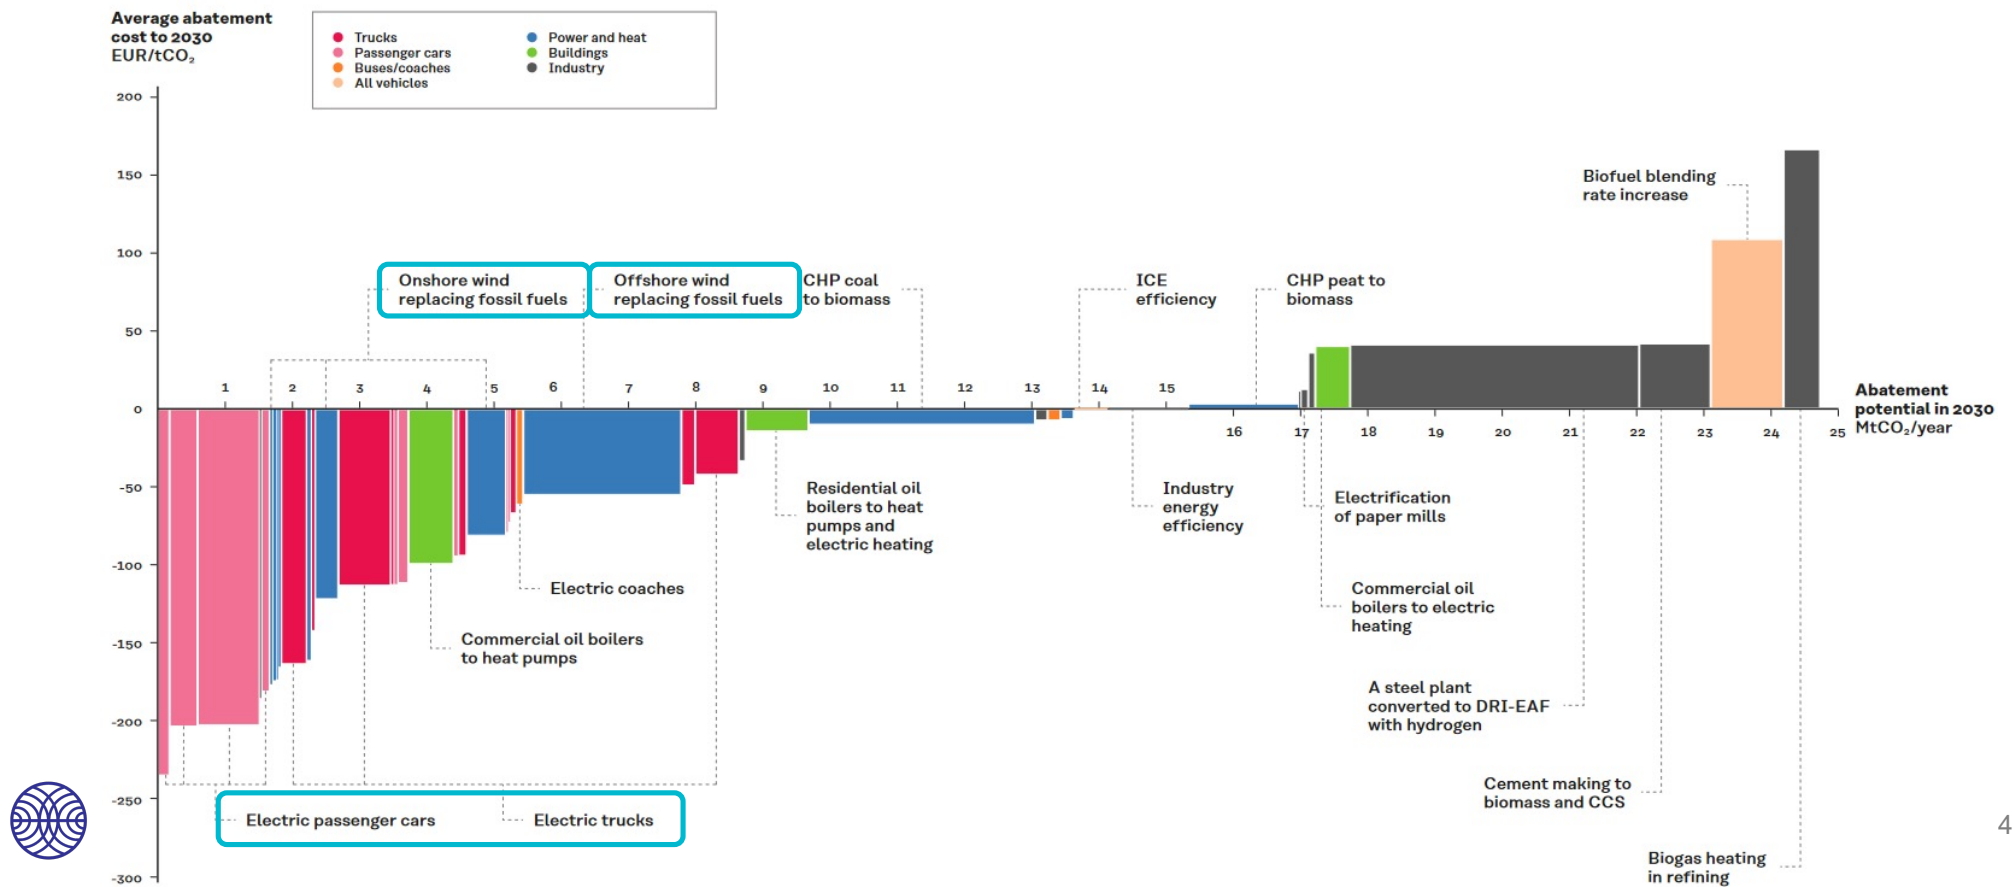 Average abatement
cost to 2030
EUR/tCO₂
Trucks
Passenger cars
Buses/coaches
All vehicles
Power and heat
Buildings
Industry
200
150
100
50
0
-50
-100
-150
-200
-250
-300
Biofuel blending
rate increase
Onshore wind
replacing fossil fuels
Offshore wind
replacing fossil fuels
CHP coal
to biomass
ICE
efficiency
CHP peat to
biomass
1 2 3 4 5 6 7 8 9 10 11 12 13 14 15
16 17 18 19 20 21 22 23 24 25
Abatement
potential in 2030
MtCO₂/year
Residential oil
boilers to heat
pumps and
electric heating
Industry
energy
efficiency
Electrification
of paper mills
Electric coaches
Commercial oil
boilers to electric
heating
Commercial oil boilers
to heat pumps
A steel plant
converted to DRI-EAF
with hydrogen
Cement making to
biomass and CCS
Electric passenger cars
Electric trucks
Biogas heating
in refining
4